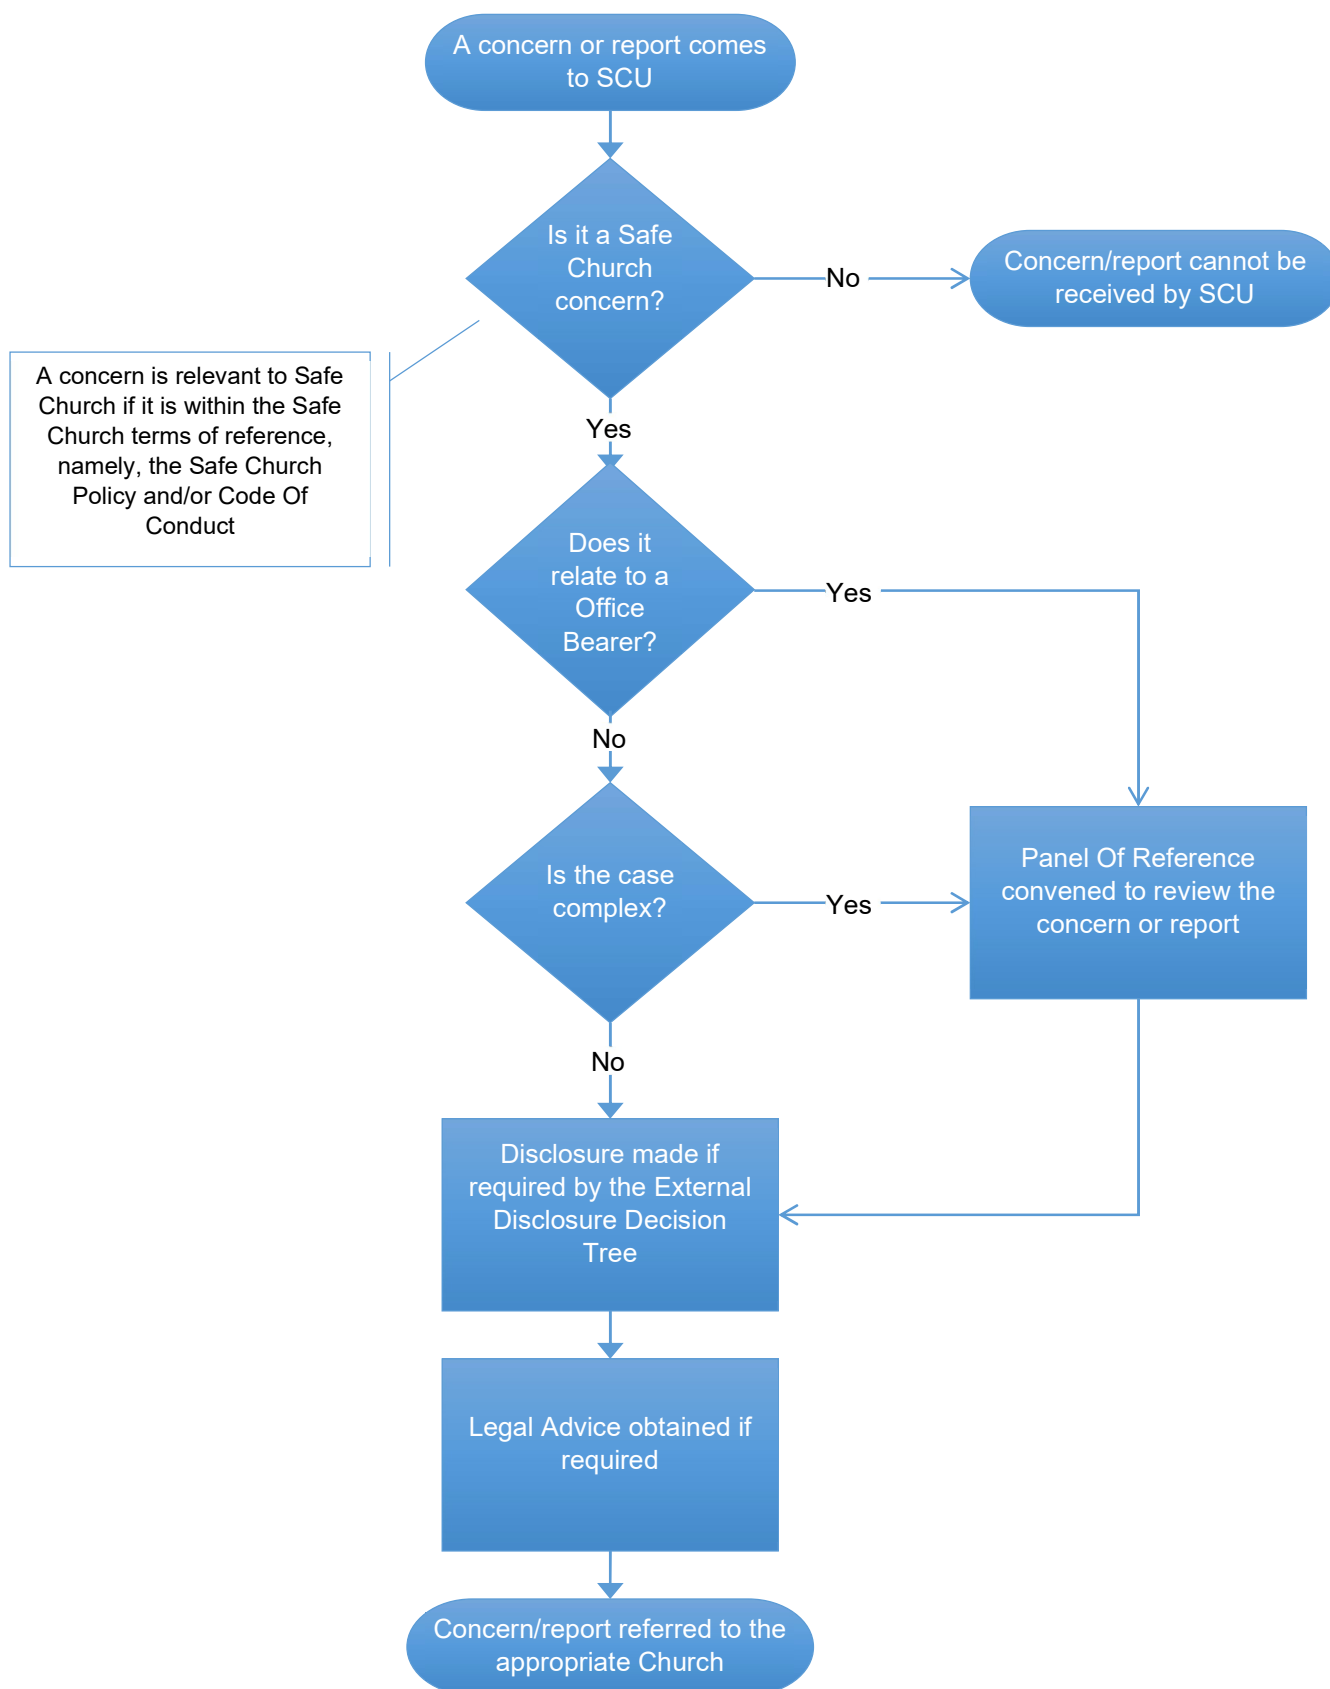 A concern or report comes
to SCU
Is it a Safe
Church
concern?
No
Concern/report cannot be
received by SCU
A concern is relevant to Safe
Church if it is within the Safe
Church terms of reference,
namely, the Safe Church
Policy and/or Code Of
Conduct
Yes
Does it
relate to a
Office
Bearer?
Yes
No
Is the case
complex?
Yes
Panel Of Reference
convened to review the
concern or report
No
Disclosure made if
required by the External
Disclosure Decision
Tree
Legal Advice obtained if
required
Concern/report referred to the
appropriate Church